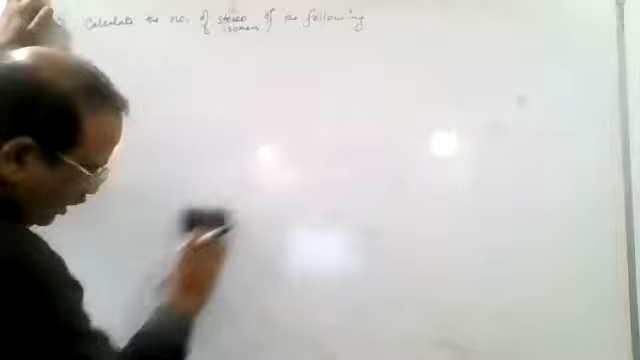 Calculate the no. of stereo isomers of the following